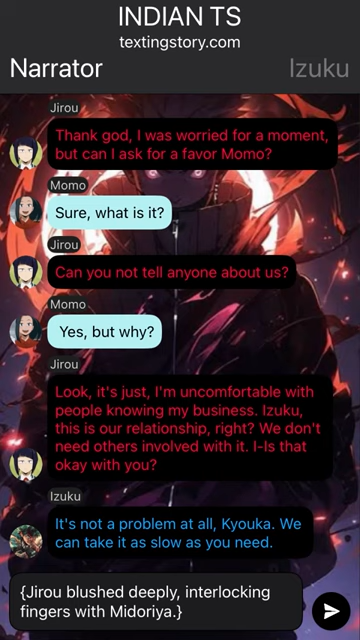 INDIAN TS
textingstory.com
Narrator
Izuku
Jirou
Thank god, I was worried for a moment,
but can I ask for a favor Momo?
Momo
Sure, what is it?
Jirou
Can you not tell anyone about us?
Momo
Yes, but why?
Jirou
Look, it's just, I'm uncomfortable with
people knowing my business. Izuku,
this is our relationship, right? We don't
need others involved with it. I-Is that
okay with you?
Izuku
It's not a problem at all, Kyouka. We
can take it as slow as you need.
{Jirou blushed deeply, interlocking
fingers with Midoriya.}